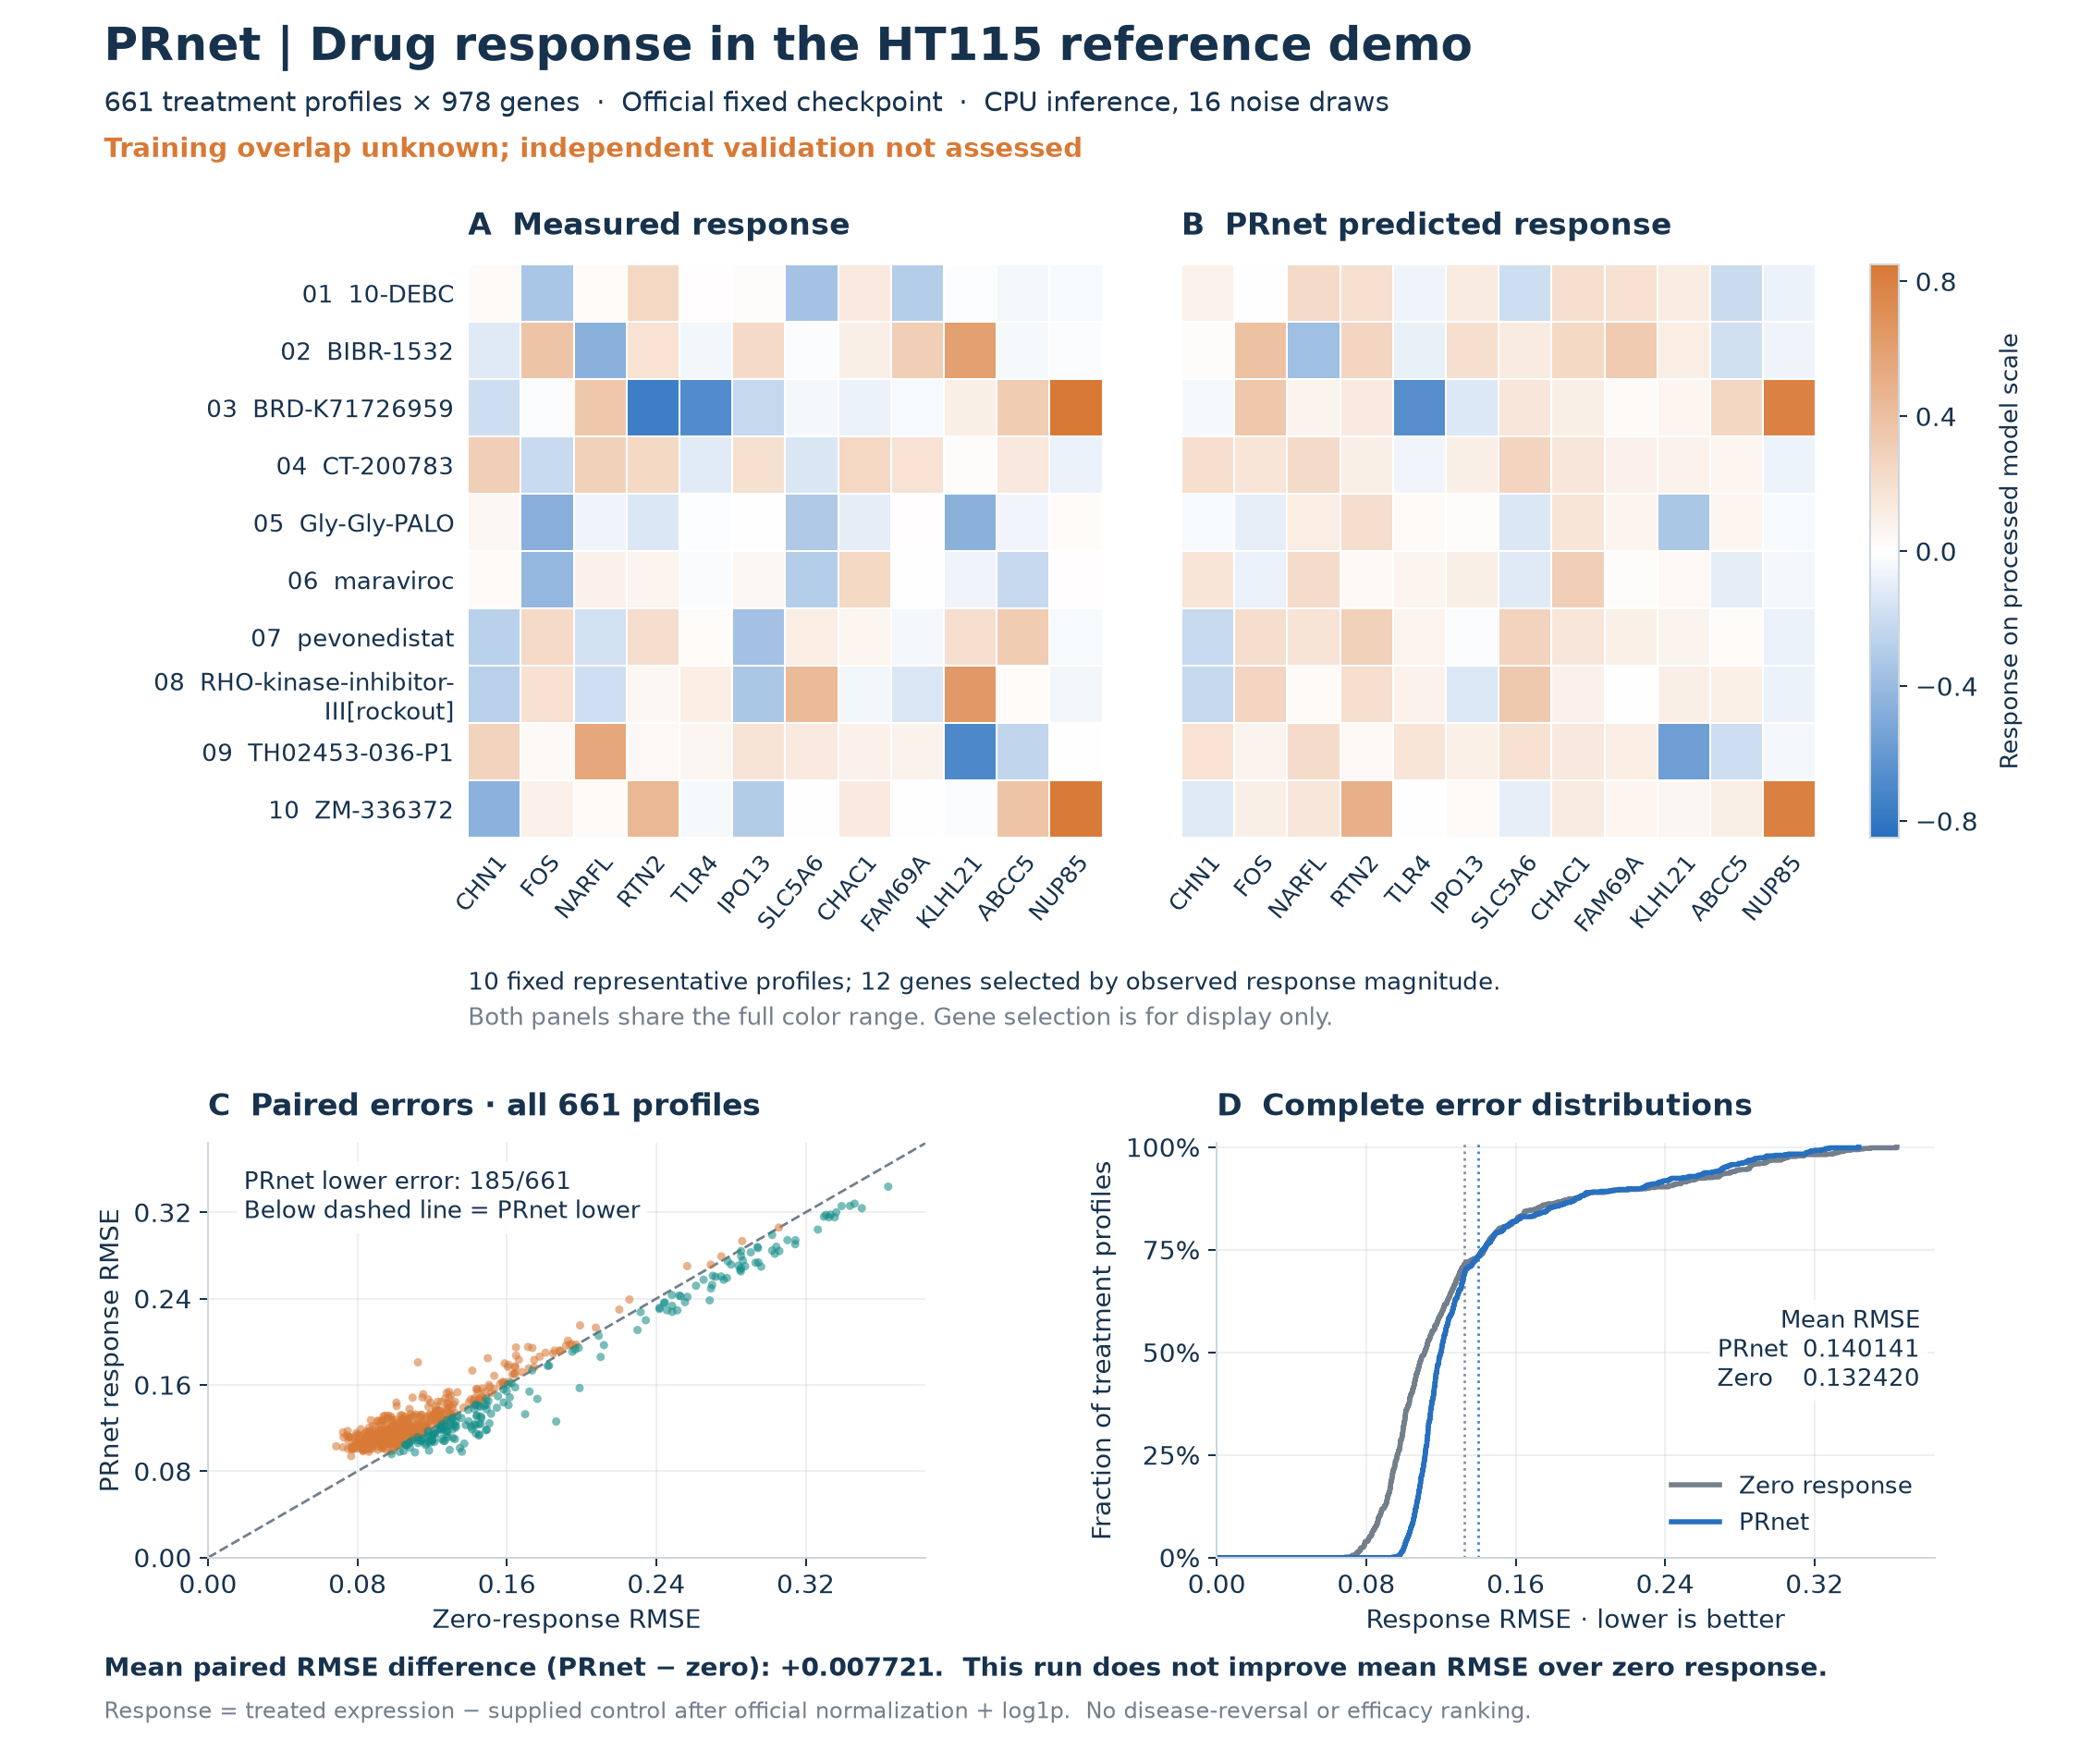 PRnet | Drug response in the HT115 reference demo
661 treatment profiles × 978 genes · Official fixed checkpoint · CPU inference, 16 noise draws
Training overlap unknown; independent validation not assessed
A Measured response
01 10-DEBC
02 BIBR-1532
03 BRD-K71726959
04 CT-200783
05 Gly-Gly-PALO
06 maraviroc
07 pevonedistat
08 RHO-kinase-inhibitor-
III[rockout]
09 TH02453-036-P1
10 ZM-336372
CHN1
FOS
NARFL
RTN2
TLR4
IPO13
SLC5A6
CHAC1
FAM69A
KLHL21
ABCC5
NUP85
B PRnet predicted response
CHN1
FOS
NARFL
RTN2
TLR4
IPO13
SLC5A6
CHAC1
FAM69A
KLHL21
ABCC5
NUP85
0.8
0.4
0.0
−0.4
−0.8
Response on processed model scale
10 fixed representative profiles; 12 genes selected by observed response magnitude.
Both panels share the full color range. Gene selection is for display only.
C Paired errors · all 661 profiles
PRnet lower error: 185/661
Below dashed line = PRnet lower
PRnet response RMSE
0.32
0.24
0.16
0.08
0.00
0.00
0.08
0.16
0.24
0.32
Zero-response RMSE
D Complete error distributions
Fraction of treatment profiles
100%
75%
50%
25%
0%
Mean RMSE
PRnet 0.140141
Zero 0.132420
Zero response
PRnet
0.00
0.08
0.16
0.24
0.32
Response RMSE · lower is better
Mean paired RMSE difference (PRnet − zero): +0.007721. This run does not improve mean RMSE over zero response.
Response = treated expression − supplied control after official normalization + log1p. No disease-reversal or efficacy ranking.